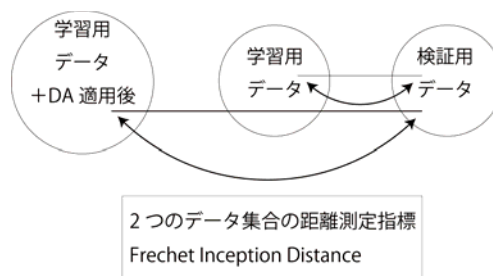 学習用
データ
＋DA 適用後
学習用
データ
検証用
データ
2 つのデータ集合の距離測定指標
Frechet Inception Distance